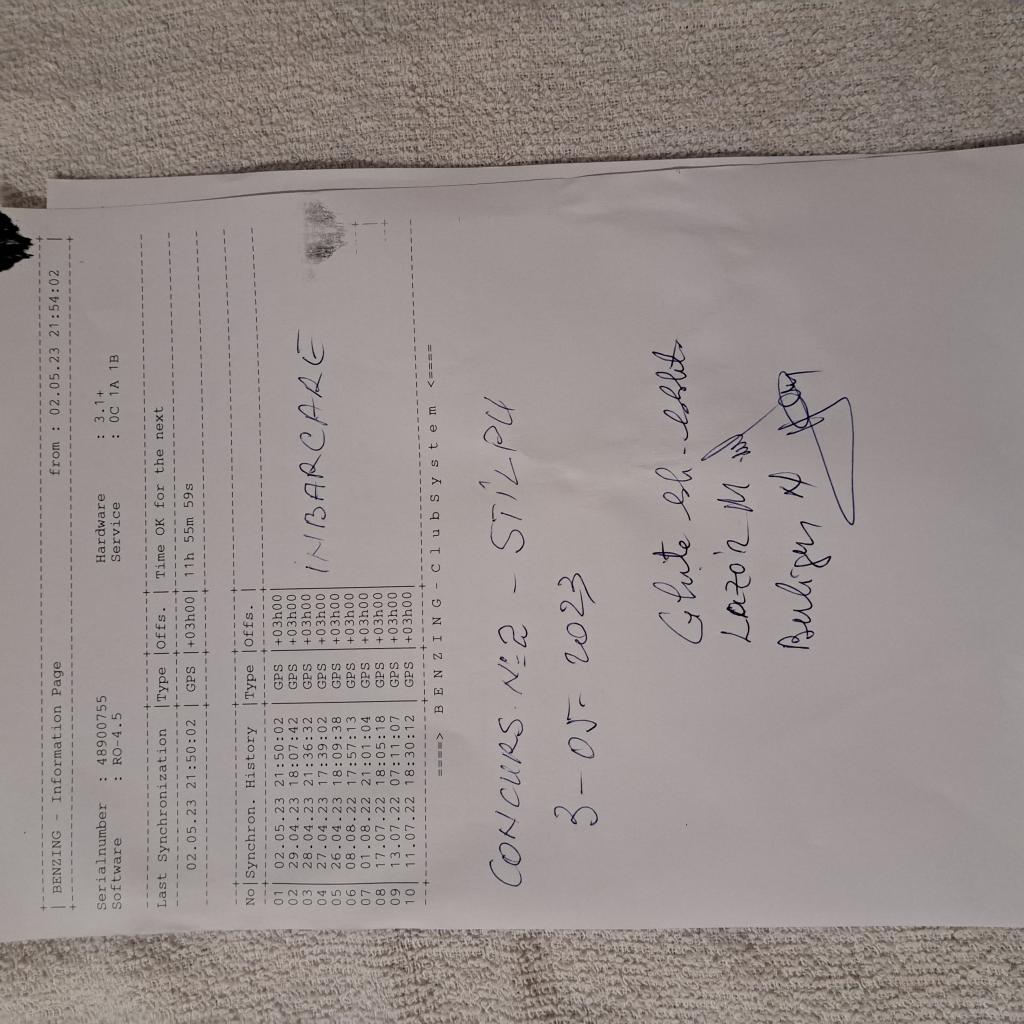 BENZING - Information Page from : 02.05.23 21:54:02
Serialnumber : 48900755 Hardware : 3.1+
Software : RO-4.5 Service : 0C 1A 1B
Last Synchronization |Type |Offs. | Time OK for the next
02.05.23 21:50:02 | GPS |+03h00| 11h 55m 59s
No|Synchron. History |Type |Offs. |
01 | 02.05.23 21:50:02 | GPS |+03h00|
02 | 29.04.23 18:07:42 | GPS |+03h00|
03 | 28.04.23 21:36:32 | GPS |+03h00|
04 | 27.04.23 17:39:02 | GPS |+03h00|
05 | 26.04.23 18:09:38 | GPS |+03h00|
06 | 08.08.22 17:57:13 | GPS |+03h00|
07 | 01.08.22 21:01:04 | GPS |+03h00|
08 | 17.07.22 18:05:18 | GPS |+03h00|
09 | 13.07.22 07:11:07 | GPS |+03h00|
10 | 11.07.22 18:30:12 | GPS |+03h00|
INBARCARE
====> B E N Z I N G - C l u b S y s t e m <====
CONCURS. Nº2 - STÎLPU
3-05-2023
Lazăr M